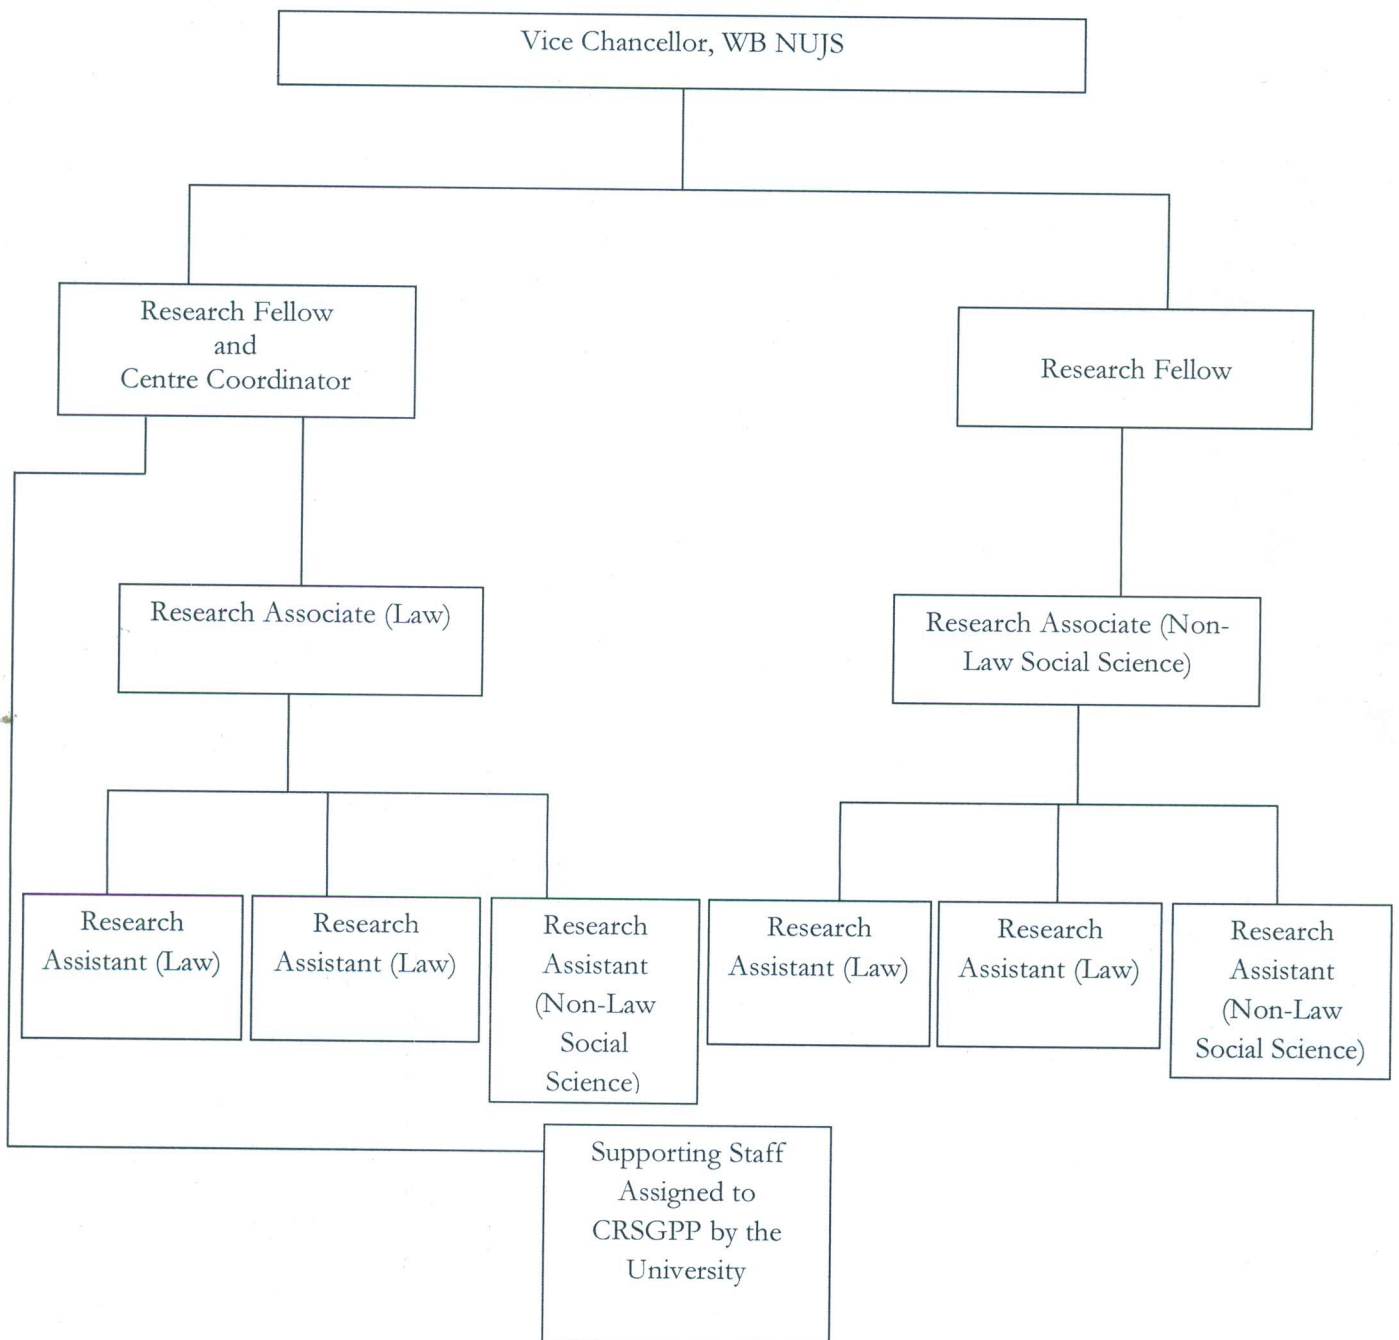 Vice Chancellor, WB NUJS
Research Fellow
and
Centre Coordinator
Research Fellow
Research Associate (Law)
Research Associate (Non-
Law Social Science)
Research
Assistant (Law)
Research
Assistant (Law)
Research
Assistant
(Non-Law
Social
Science)
Research
Assistant (Law)
Research
Assistant (Law)
Research
Assistant
(Non-Law
Social Science)
Supporting Staff
Assigned to
CRSGPP by the
University